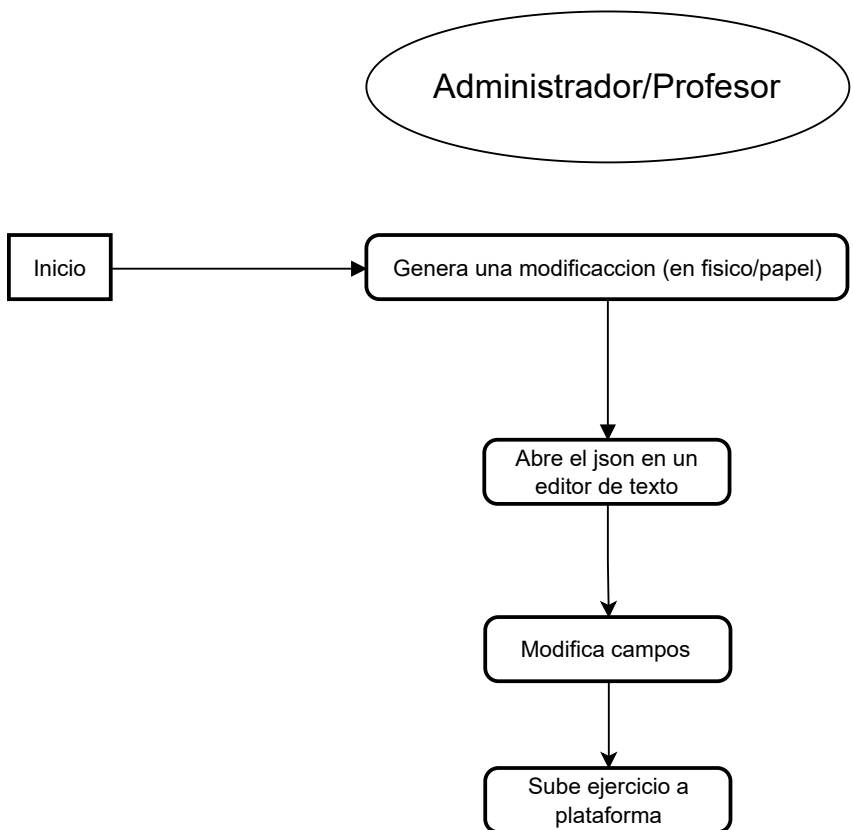 Administrador/Profesor
Inicio
Genera una modificaccion (en fisico/papel)
Abre el json en un
editor de texto
Modifica campos
Sube ejercicio a
plataforma